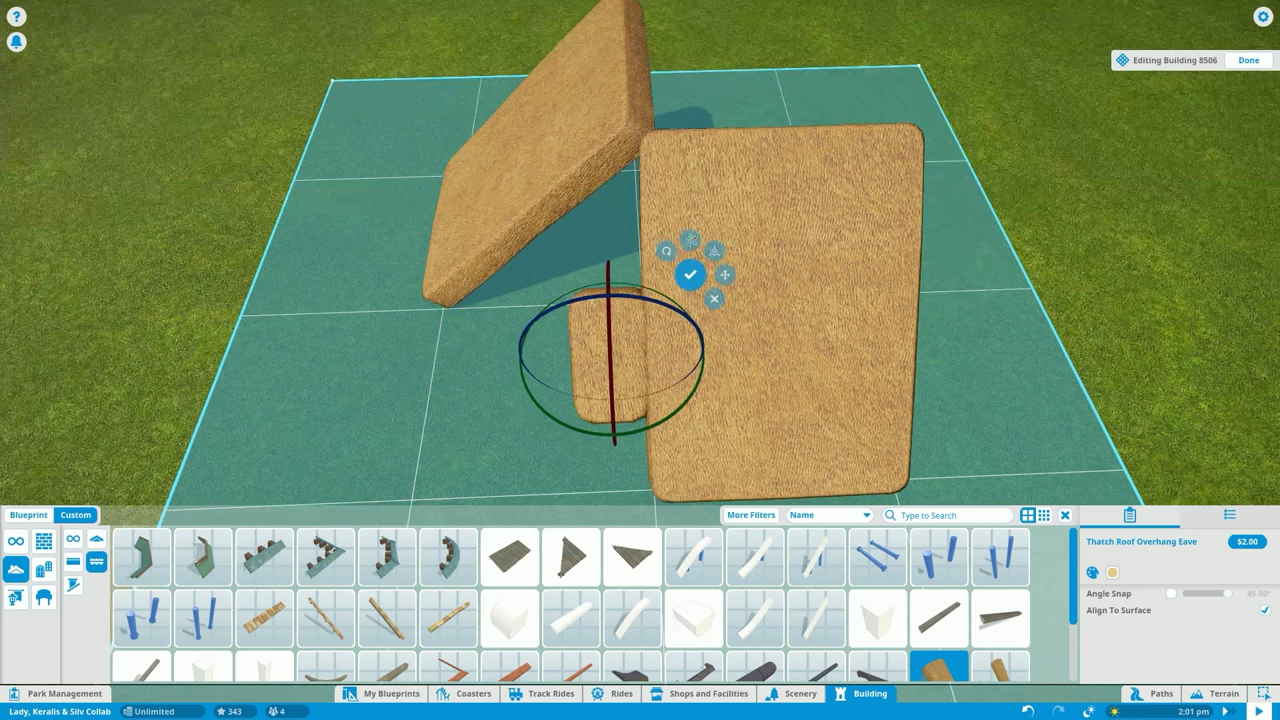 ?
Editing Building 8506
Done
Blueprint
Custom
More Filters
Name
Type to Search
Thatch Roof Overhang Eave
$2.00
Angle Snap
45.00°
Align To Surface
Park Management
My Blueprints
Coasters
Track Rides
Rides
Shops and Facilities
Scenery
Building
Paths
Terrain
Lady, Keralis & Silv Collab
Unlimited
343
4
2:01 pm